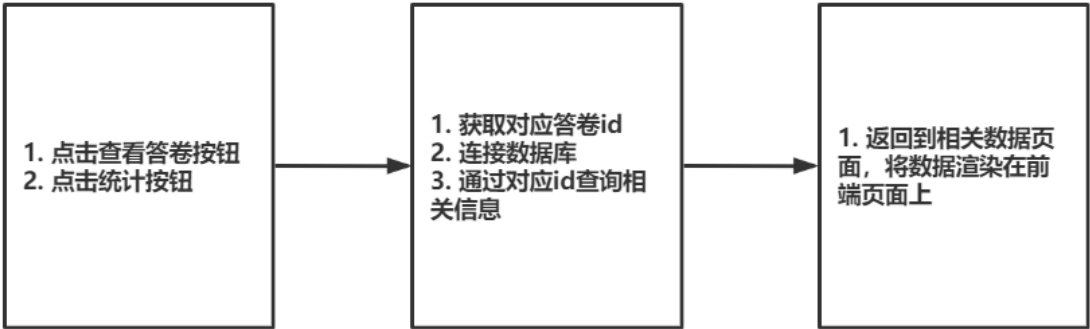 1. 点击查看答卷按钮
2. 点击统计按钮
1. 获取对应答卷id
2. 连接数据库
3. 通过对应id查询相
关信息
1. 返回到相关数据页
面，将数据渲染在前
端页面上